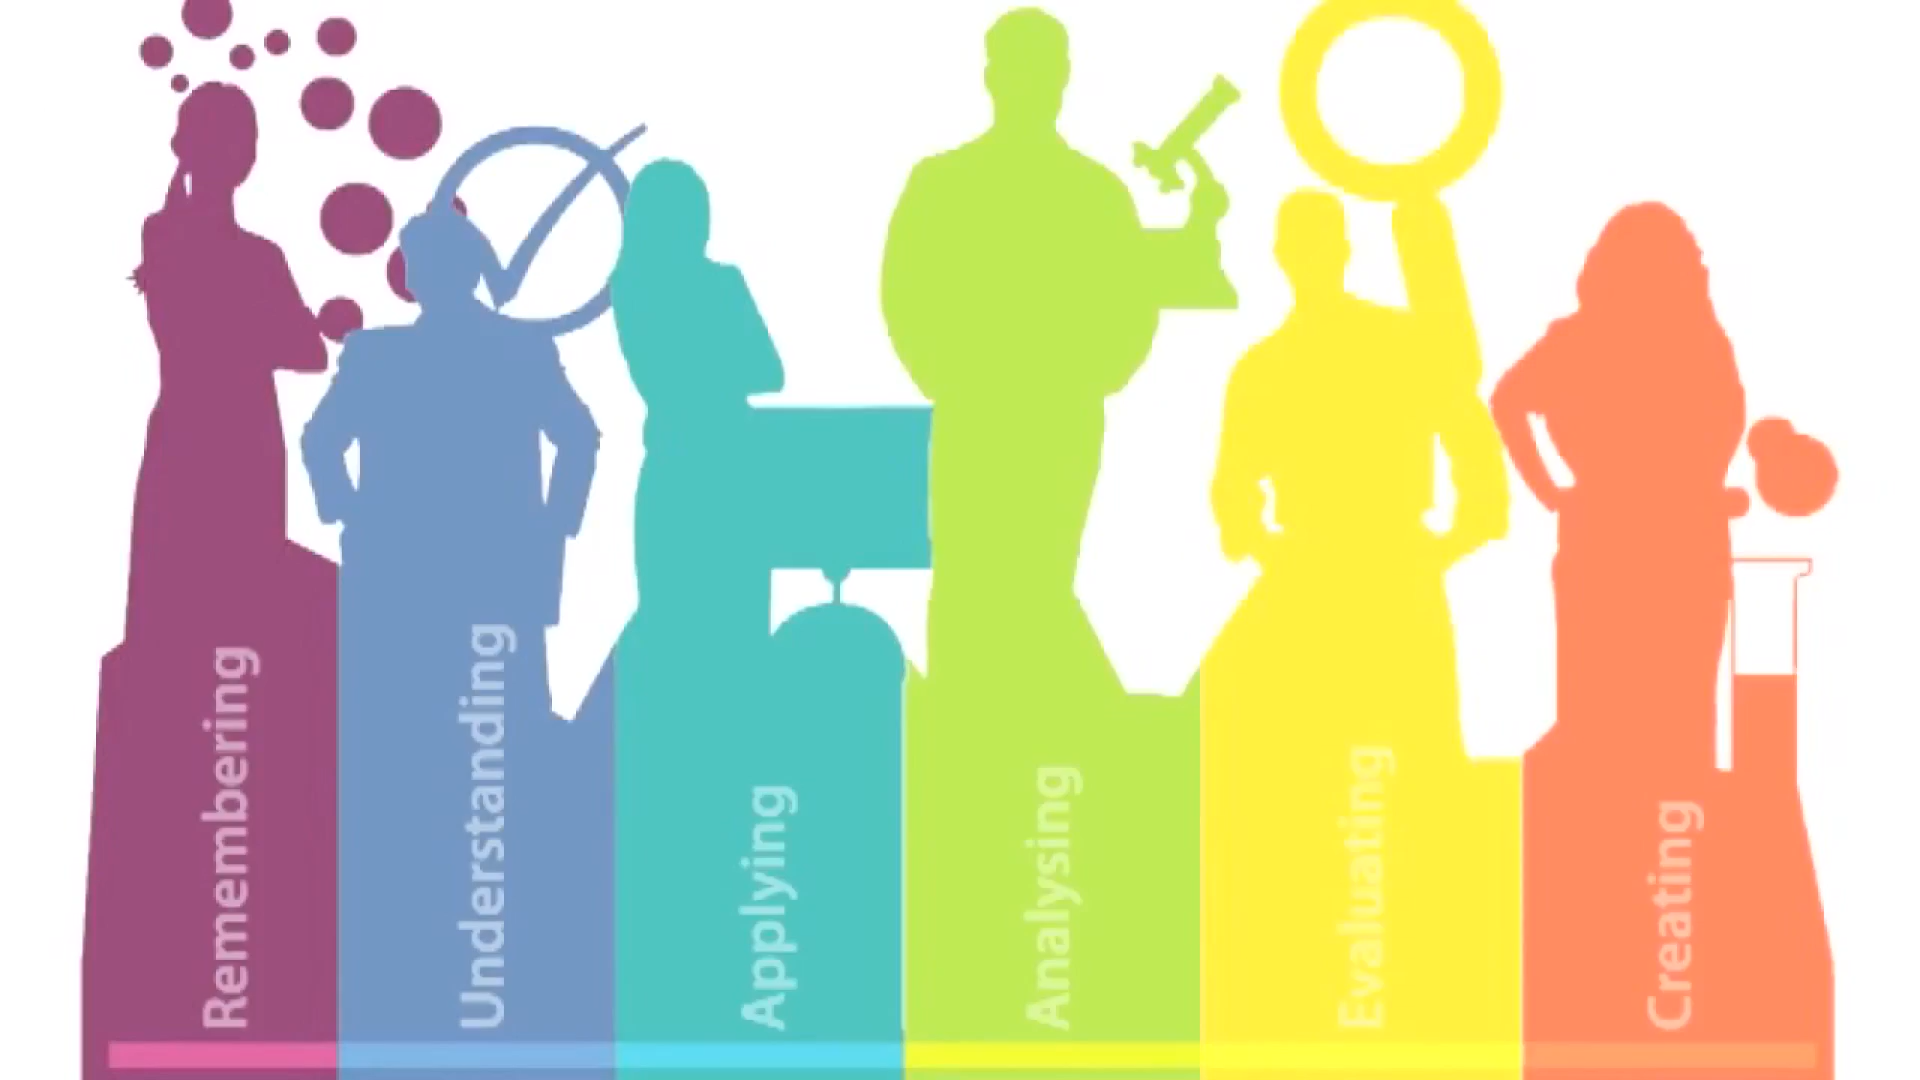 Remembering
Understanding
Applying
Analysing
Evaluating
Creating